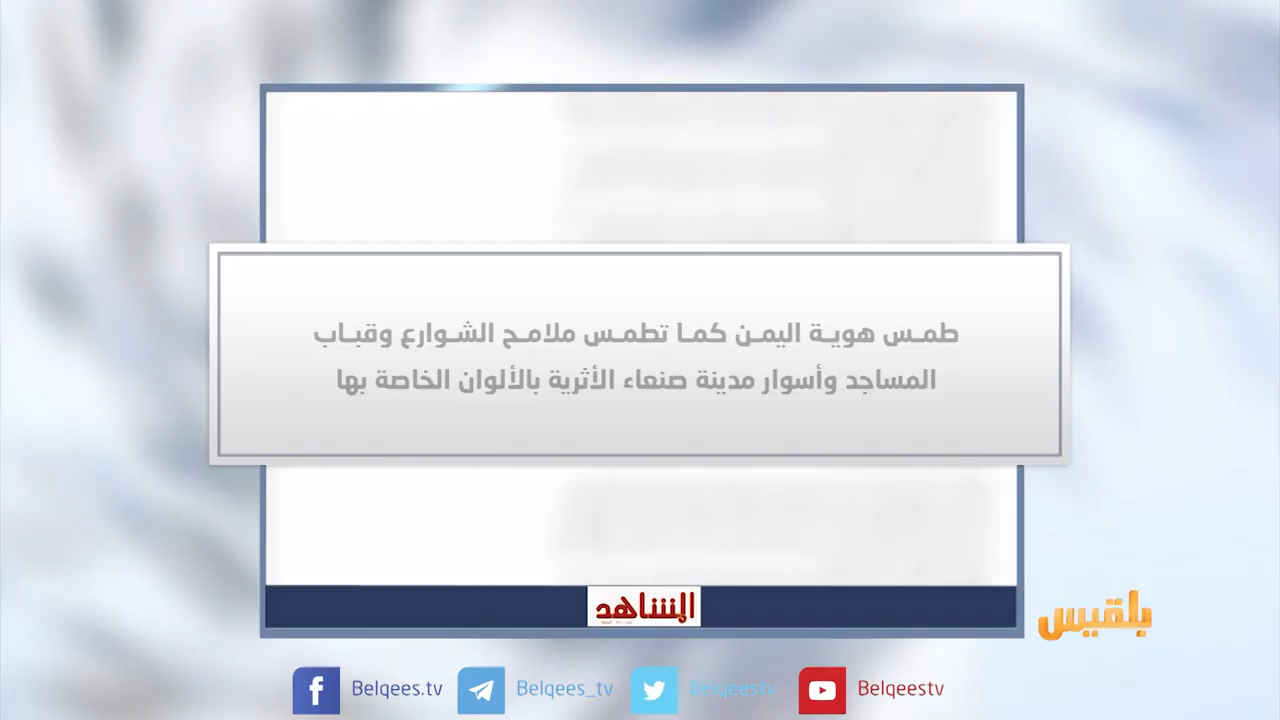 طمس هوية اليمن كما تطمس ملامح الشوارع وقباب
المساجد وأسوار مدينة صنعاء الأثرية بالألوان الخاصة بها
المشاهد
بلقيس
Belqees.tv Belqees_tv Belqeestv Belqeestv